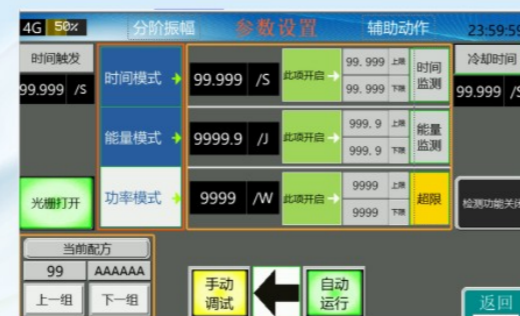 4G 50% 分阶振幅 参数设置 辅助动作 23:59:59
时间触发
99.999 /S
时间模式
99.999 /S
此项开启
99.999 上限
99.999 下限
时间
监测
冷却时间
99.999 /S
能量模式
9999.9 /J
此项开启
999.9 上限
999.9 下限
能量
监测
光栅打开
功率模式
9999 /W
此项开启
9999 上限
9999 下限
超限
检测功能关闭
当前配方
99 AAAAAA
上一组 下一组
手动
调试
自动
运行
返回